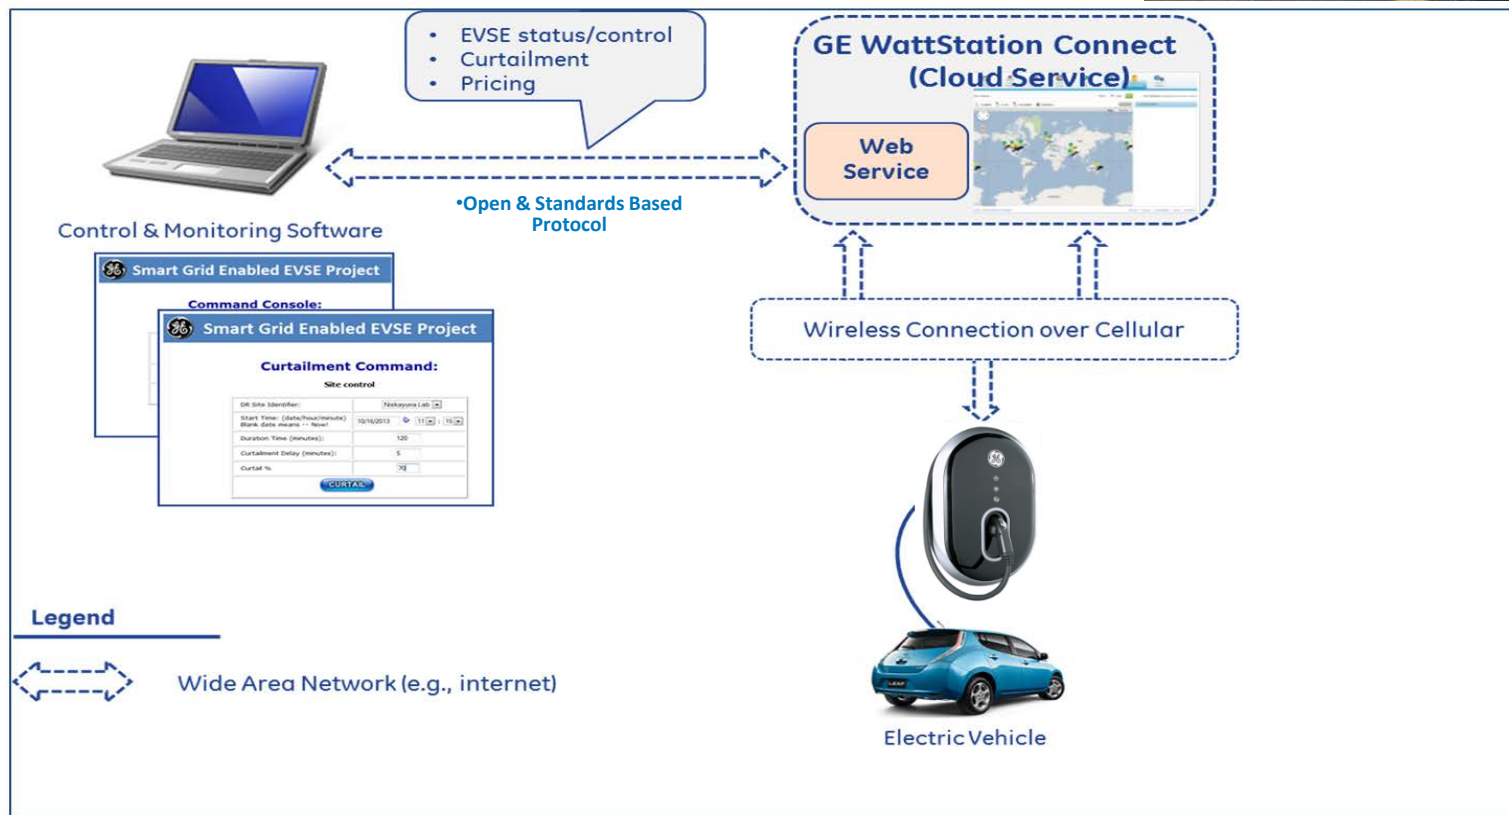 • EVSE status/control
• Curtailment
• Pricing
GE WattStation Connect
(Cloud Service)
Web
Service
•Open & Standards Based
Protocol
Control & Monitoring Software
Smart Grid Enabled EVSE Project
Command Console:
Smart Grid Enabled EVSE Project
Curtailment Command:
Site control
DR Site Identifier: Niskayuna Lab
Start Time: (date/hour/minute)
Blank date means -- Now! 10/16/2013 11 : 15
Duration Time (minutes): 120
Curtailment Delay (minutes): 5
Curtail % 70
CURTAIL
Wireless Connection over Cellular
Legend
Wide Area Network (e.g., internet)
LEAF
Electric Vehicle